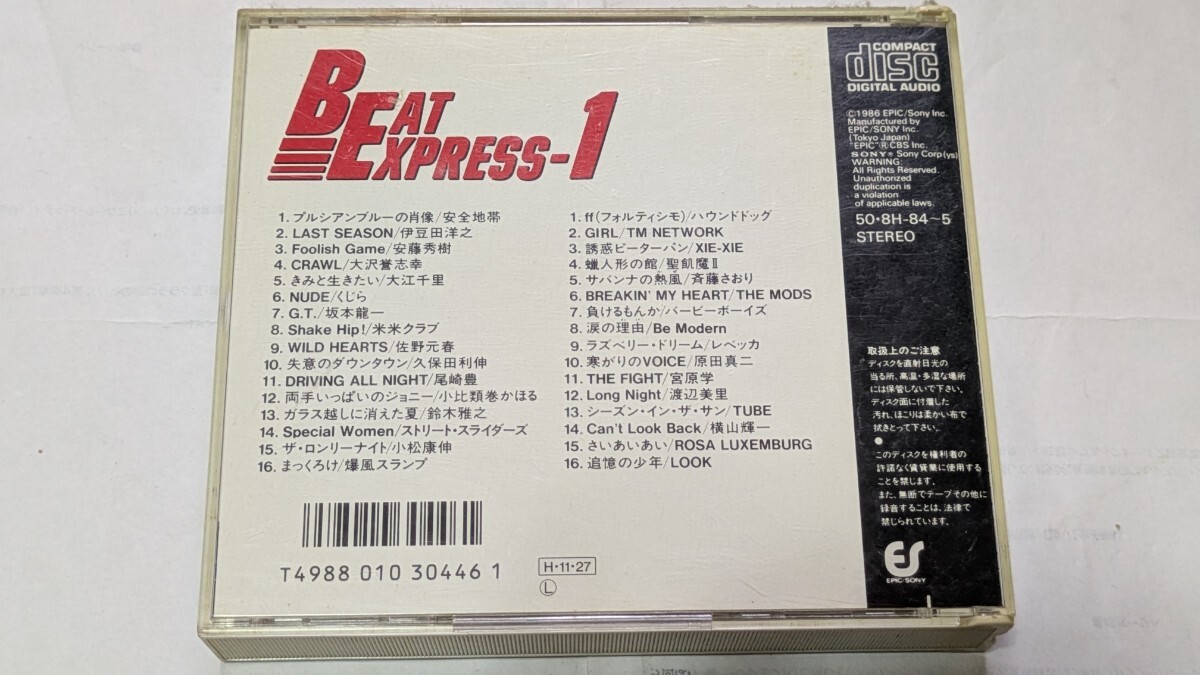 BEAT
EXPRESS-1
1. プルシアンブルーの肖像/安全地帯
2. LAST SEASON/伊豆田洋之
3. Foolish Game/安藤秀樹
4. CRAWL/大沢誉志幸
5. きみと生きたい/大江千里
6. NUDE/くじら
7. G.T./坂本龍一
8. Shake Hip!/米米クラブ
9. WILD HEARTS/佐野元春
10. 失意のダウンタウン/久保田利伸
11. DRIVING ALL NIGHT/尾崎豊
12. 両手いっぱいのジョニー/小比類巻かほる
13. ガラス越しに消えた夏/鈴木雅之
14. Special Women/ストリート・スライダーズ
15. ザ・ロンリーナイト/小松康伸
16. まっくろけ/爆風スランプ
1. ff(フォルティシモ)/ハウンドドッグ
2. GIRL/TM NETWORK
3. 誘惑ピーターパン/XIE-XIE
4. 蝋人形の館/聖飢魔Ⅱ
5. サバンナの熱風/斉藤さおり
6. BREAKIN' MY HEART/THE MODS
7. 負けるもんか/バービーボーイズ
8. 涙の理由/Be Modern
9. ラズベリー・ドリーム/レベッカ
10. 寒がりのVOICE/原田真二
11. THE FIGHT/宮原学
12. Long Night/渡辺美里
13. シーズン・イン・ザ・サン/TUBE
14. Can't Look Back/横山輝一
15. さいあいあい/ROSA LUXEMBURG
16. 追憶の少年/LOOK
T4988 010 30446 1
H・11・27
L
COMPACT
disc
DIGITAL AUDIO
©1986 EPIC/Sony Inc.
Manufactured by
EPIC/SONY Inc.
(Tokyo Japan)
"EPIC"® CBS Inc.
SONY® Sony Corp(ys)
WARNING:
All Rights Reserved.
Unauthorized
duplication is
a violation
of applicable laws.
50・8H-84~5
STEREO
取扱上のご注意
ディスクを直射日光の
当る所、高温・多湿な場所
には保管しないで下さい。
ディスク面に付着した
汚れ、ほこりは柔かい布で
拭きとって下さい。
●
このディスクを権利者の
許諾なく賃貸業に使用する
ことを禁じます。
また、無断でテープその他に
録音することは、法律で
禁じられています。
ES
EPIC/SONY